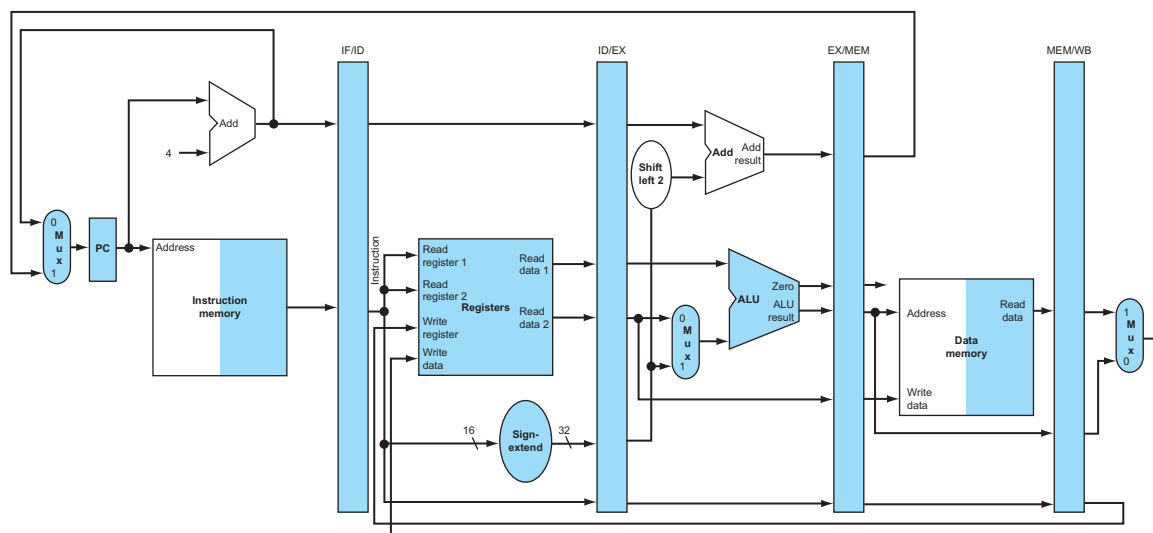 IF/ID
ID/EX
EX/MEM
MEM/WB
Add
4
0
M
u
x
1
PC
Address
Instruction
memory
Instruction
Read
register 1
Read
register 2
Write
register
Write
data
Registers
Read
data 1
Read
data 2
16
Sign-
extend
32
Shift
left 2
Add
Add
result
0
M
u
x
1
ALU
Zero
ALU
result
Address
Write
data
Data
memory
Read
data
1
M
u
x
0